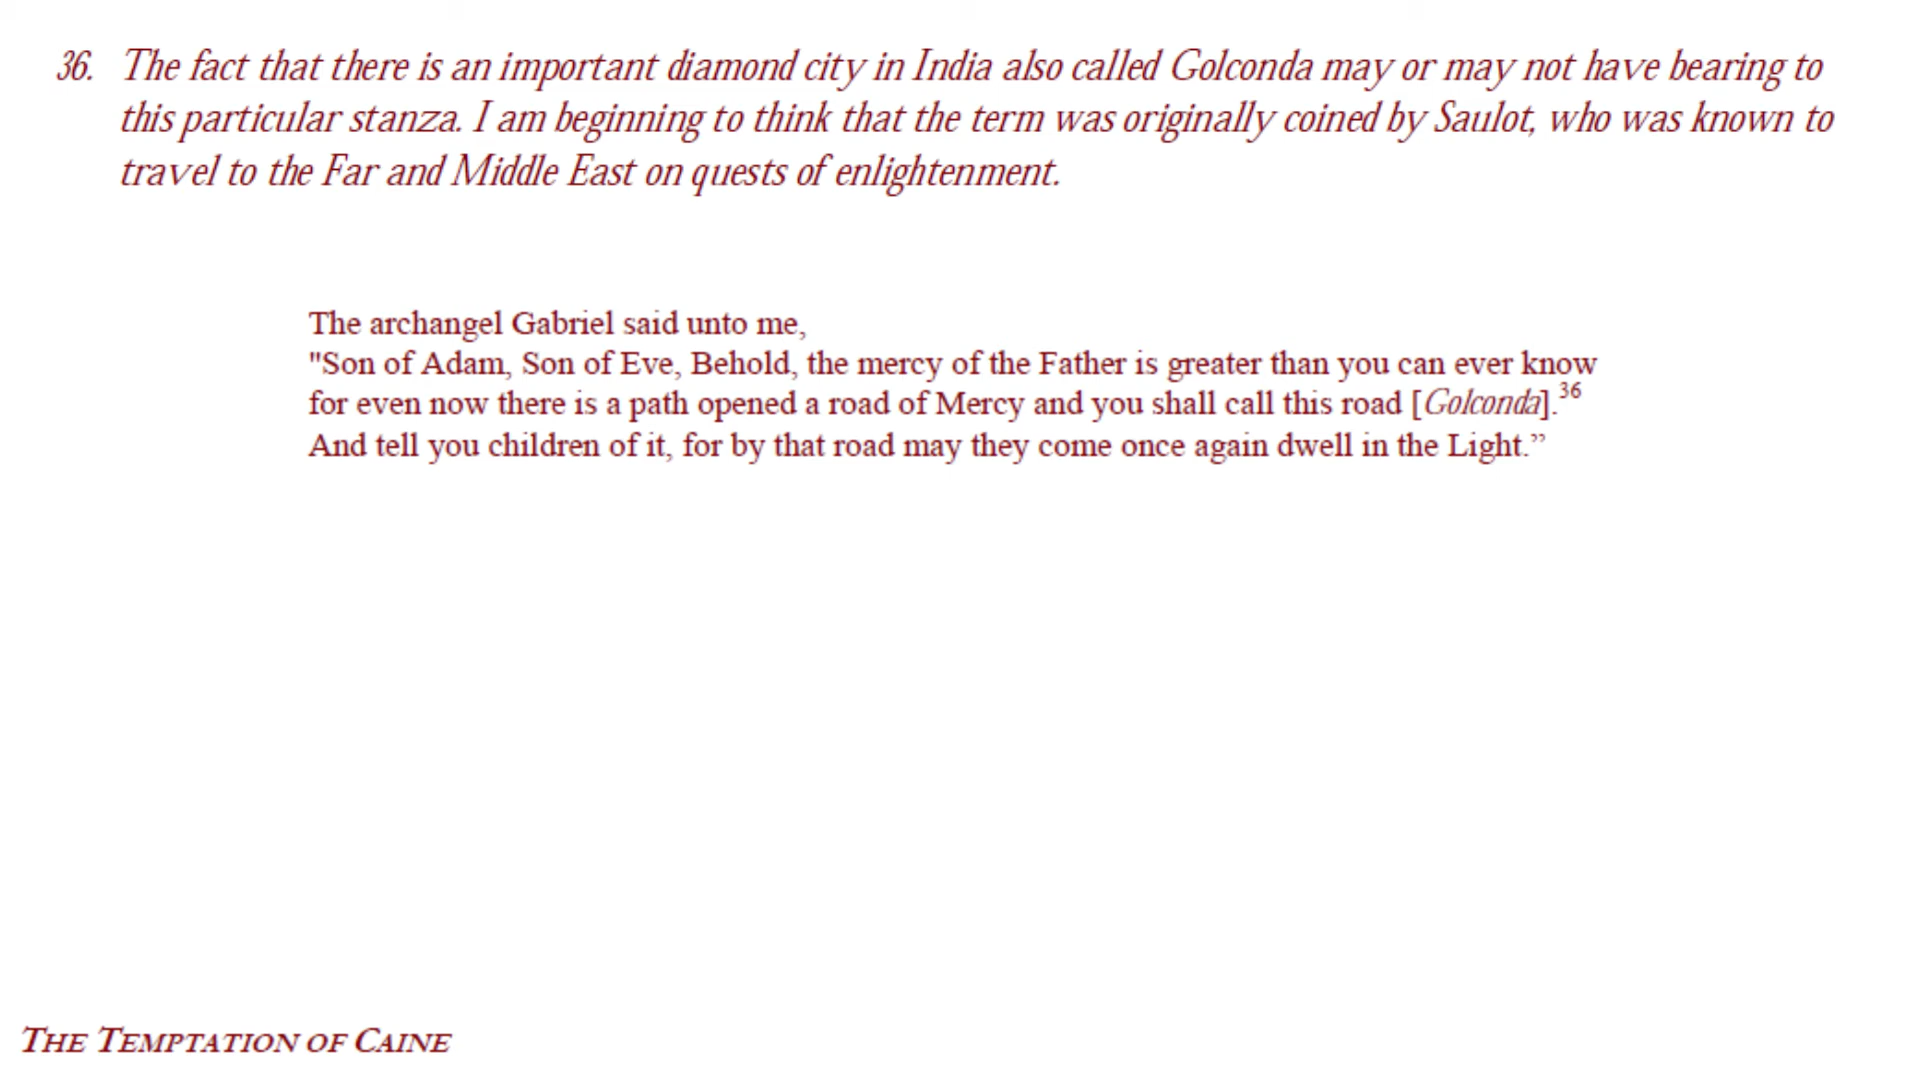 36. The fact that there is an important diamond city in India also called Golconda may or may not have bearing to
this particular stanza. I am beginning to think that the term was originally coined by Saulot, who was known to
travel to the Far and Middle East on quests of enlightenment.
The archangel Gabriel said unto me,
"Son of Adam, Son of Eve, Behold, the mercy of the Father is greater than you can ever know
for even now there is a path opened a road of Mercy and you shall call this road [Golconda].36
And tell you children of it, for by that road may they come once again dwell in the Light.”
THE TEMPTATION OF CAINE